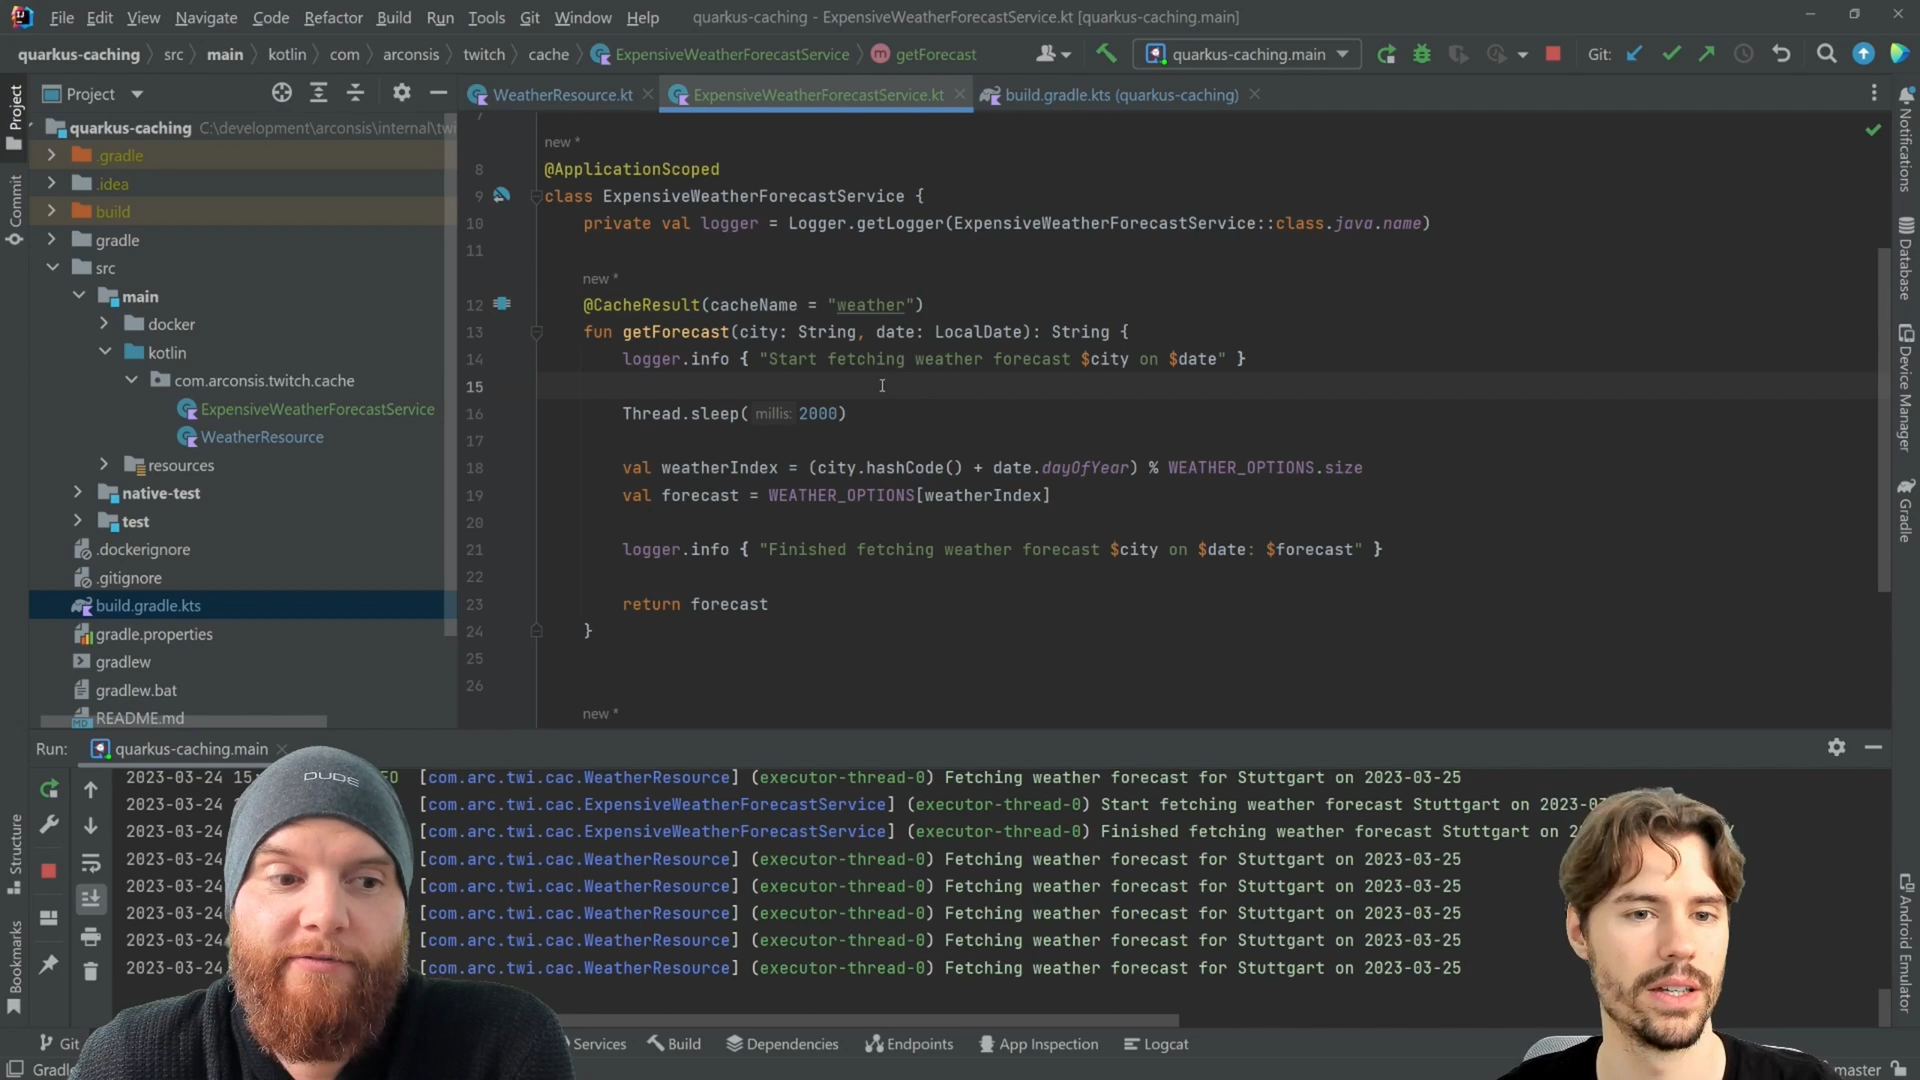 File Edit View Navigate Code Refactor Build Run Tools Git Window Help quarkus-caching - ExpensiveWeatherForecastService.kt [quarkus-caching.main]
quarkus-caching src main kotlin com arconsis twitch cache ExpensiveWeatherForecastService getForecast quarkus-caching.main Git:
Project
WeatherResource.kt ExpensiveWeatherForecastService.kt build.gradle.kts (quarkus-caching)
quarkus-caching C:\development\arconsis\internal\twi
.gradle
.idea
build
gradle
src
main
docker
kotlin
com.arconsis.twitch.cache
ExpensiveWeatherForecastService
WeatherResource
resources
native-test
test
.dockerignore
.gitignore
build.gradle.kts
gradle.properties
gradlew
gradlew.bat
README.md
7
new *
8 @ApplicationScoped
9 class ExpensiveWeatherForecastService {
10 private val logger = Logger.getLogger(ExpensiveWeatherForecastService::class.java.name)
11
new *
12 @CacheResult(cacheName = "weather")
13 fun getForecast(city: String, date: LocalDate): String {
14 logger.info { "Start fetching weather forecast $city on $date" }
15
16 Thread.sleep( millis: 2000)
17
18 val weatherIndex = (city.hashCode() + date.dayOfYear) % WEATHER_OPTIONS.size
19 val forecast = WEATHER_OPTIONS[weatherIndex]
20
21 logger.info { "Finished fetching weather forecast $city on $date: $forecast" }
22
23 return forecast
24 }
25
26
new *
Project
Commit
Structure
Bookmarks
Notifications
Database
Device Manager
Gradle
Android Emulator
Run: quarkus-caching.main
2023-03-24 15 [com.arc.twi.cac.WeatherResource] (executor-thread-0) Fetching weather forecast for Stuttgart on 2023-03-25
2023-03-24 [com.arc.twi.cac.ExpensiveWeatherForecastService] (executor-thread-0) Start fetching weather forecast Stuttgart on 2023-03
2023-03-24 [com.arc.twi.cac.ExpensiveWeatherForecastService] (executor-thread-0) Finished fetching weather forecast Stuttgart on
2023-03-24 [com.arc.twi.cac.WeatherResource] (executor-thread-0) Fetching weather forecast for Stuttgart on 2023-03-25
2023-03-24 [com.arc.twi.cac.WeatherResource] (executor-thread-0) Fetching weather forecast for Stuttgart on 2023-03-25
2023-03-24 [com.arc.twi.cac.WeatherResource] (executor-thread-0) Fetching weather forecast for Stuttgart on 2023-03-25
2023-03-24 [com.arc.twi.cac.WeatherResource] (executor-thread-0) Fetching weather forecast for Stuttgart on 2023-03-25
2023-03-24 [com.arc.twi.cac.WeatherResource] (executor-thread-0) Fetching weather forecast for Stuttgart on 2023-03-25
DUDE
Git Services Build Dependencies Endpoints App Inspection Logcat
Gradle master